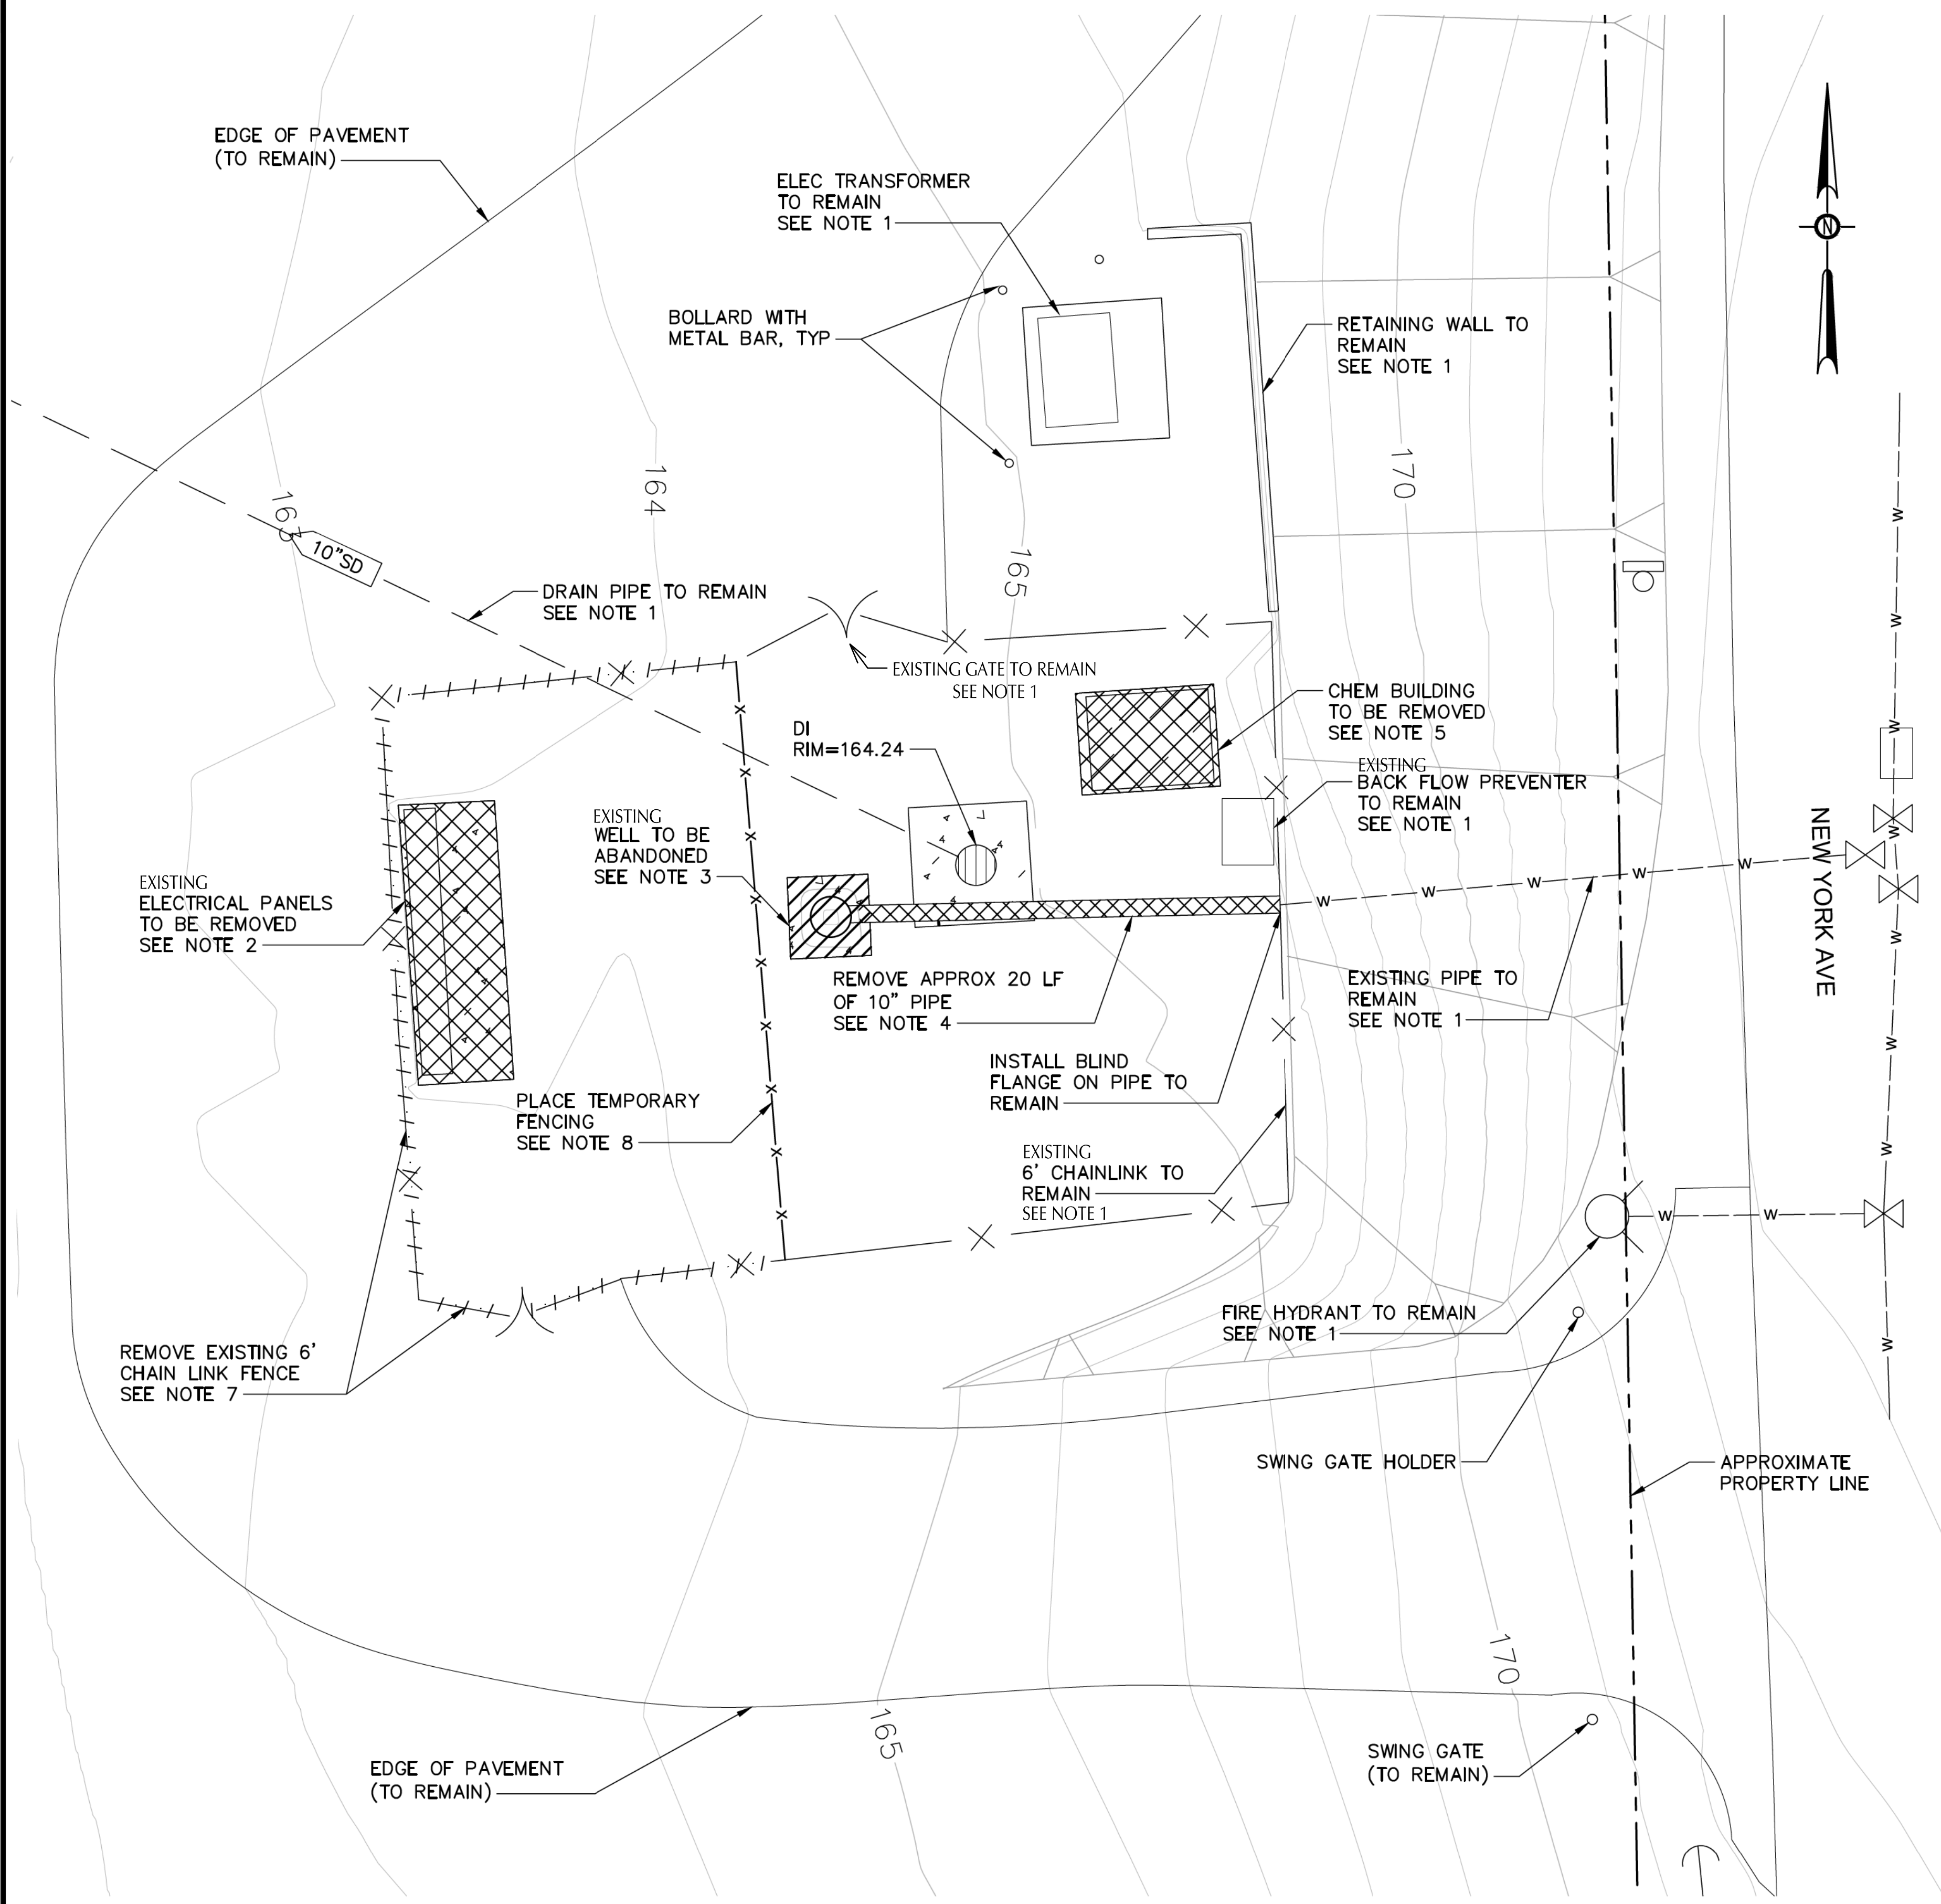 EDGE OF PAVEMENT
(TO REMAIN)
ELEC TRANSFORMER
TO REMAIN
SEE NOTE 1
N
BOLLARD WITH
METAL BAR, TYP
RETAINING WALL TO
REMAIN
SEE NOTE 1
170
164
163
10"SD
165
W
DRAIN PIPE TO REMAIN
SEE NOTE 1
W
EXISTING GATE TO REMAIN
SEE NOTE 1
CHEM BUILDING
TO BE REMOVED
SEE NOTE 5
W
DI
RIM=164.24
EXISTING
BACK FLOW PREVENTER
TO REMAIN
SEE NOTE 1
EXISTING
WELL TO BE
ABANDONED
SEE NOTE 3
W
NEW YORK AVE
EXISTING
ELECTRICAL PANELS
TO BE REMOVED
SEE NOTE 2
W W W W W
W
REMOVE APPROX 20 LF
OF 10" PIPE
SEE NOTE 4
EXISTING PIPE TO
REMAIN
SEE NOTE 1
W
INSTALL BLIND
FLANGE ON PIPE TO
REMAIN
PLACE TEMPORARY
FENCING
SEE NOTE 8
W
EXISTING
6' CHAINLINK TO
REMAIN
SEE NOTE 1
W W
FIRE HYDRANT TO REMAIN
SEE NOTE 1
W
REMOVE EXISTING 6'
CHAIN LINK FENCE
SEE NOTE 7
SWING GATE HOLDER
APPROXIMATE
PROPERTY LINE
170
165
SWING GATE
(TO REMAIN)
EDGE OF PAVEMENT
(TO REMAIN)